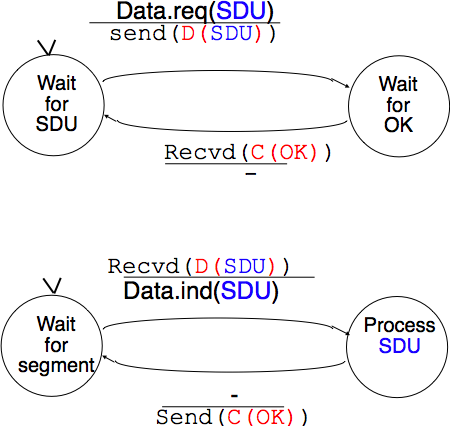 Data.req(SDU)
send(D(SDU))
Wait
for
SDU
Wait
for
OK
Recvd(C(OK))
-
Recvd(D(SDU))
Data.ind(SDU)
Wait
for
segment
Process
SDU
-
Send(C(OK))